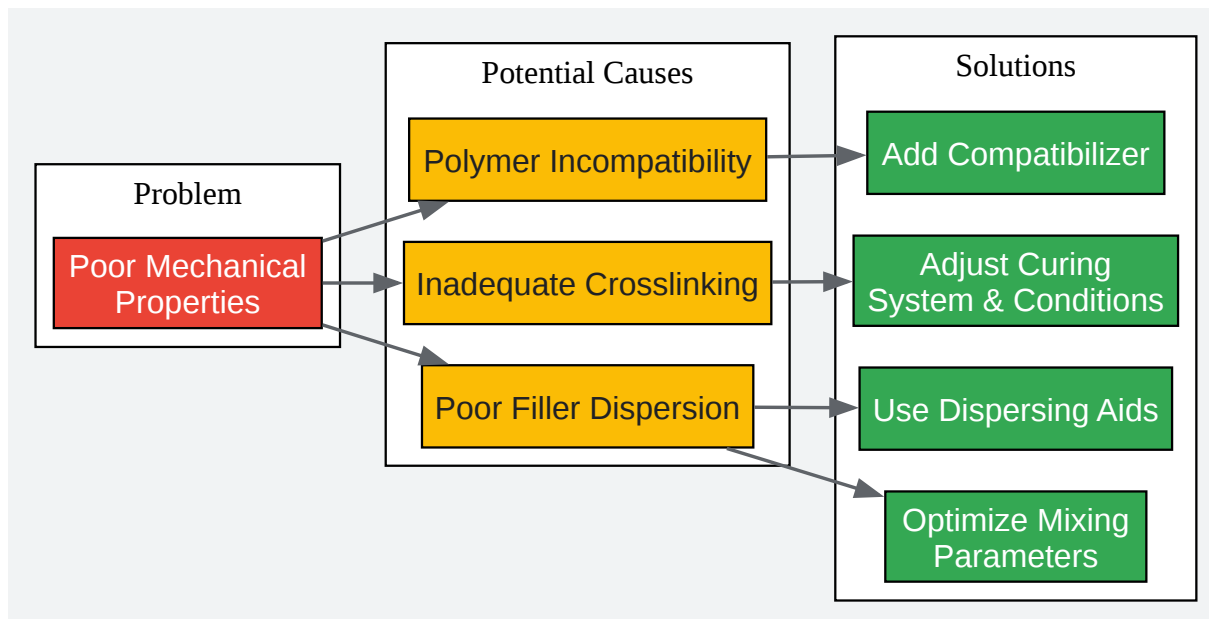 Problem
Poor Mechanical
Properties
Potential Causes
Polymer Incompatibility
Inadequate Crosslinking
Poor Filler Dispersion
Solutions
Add Compatibilizer
Adjust Curing
System & Conditions
Use Dispersing Aids
Optimize Mixing
Parameters